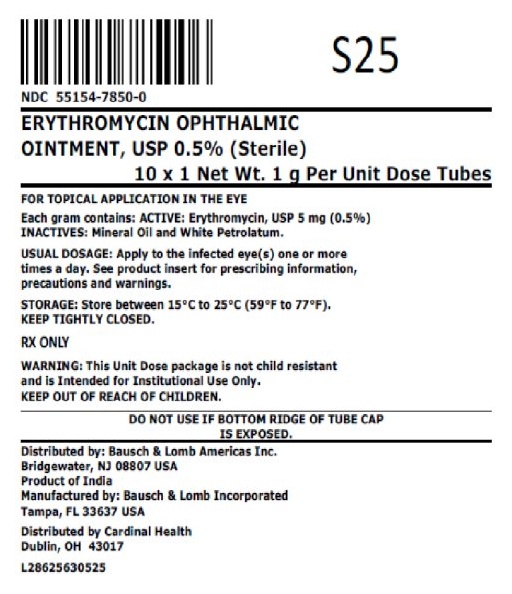 S25
NDC 55154-7850-0
ERYTHROMYCIN OPHTHALMIC
OINTMENT, USP 0.5% (Sterile)
10 x 1 Net Wt. 1 g Per Unit Dose Tubes
FOR TOPICAL APPLICATION IN THE EYE
Each gram contains: ACTIVE: Erythromycin, USP 5 mg (0.5%)
INACTIVES: Mineral Oil and White Petrolatum.
USUAL DOSAGE: Apply to the infected eye(s) one or more
times a day. See product insert for prescribing information,
precautions and warnings.
STORAGE: Store between 15°C to 25°C (59°F to 77°F).
KEEP TIGHTLY CLOSED.
RX ONLY
WARNING: This Unit Dose package is not child resistant
and is Intended for Institutional Use Only.
KEEP OUT OF REACH OF CHILDREN.
DO NOT USE IF BOTTOM RIDGE OF TUBE CAP
IS EXPOSED.
Distributed by: Bausch & Lomb Americas Inc.
Bridgewater, NJ 08807 USA
Product of India
Manufactured by: Bausch & Lomb Incorporated
Tampa, FL 33637 USA
Distributed by Cardinal Health
Dublin, OH 43017
L28625630525